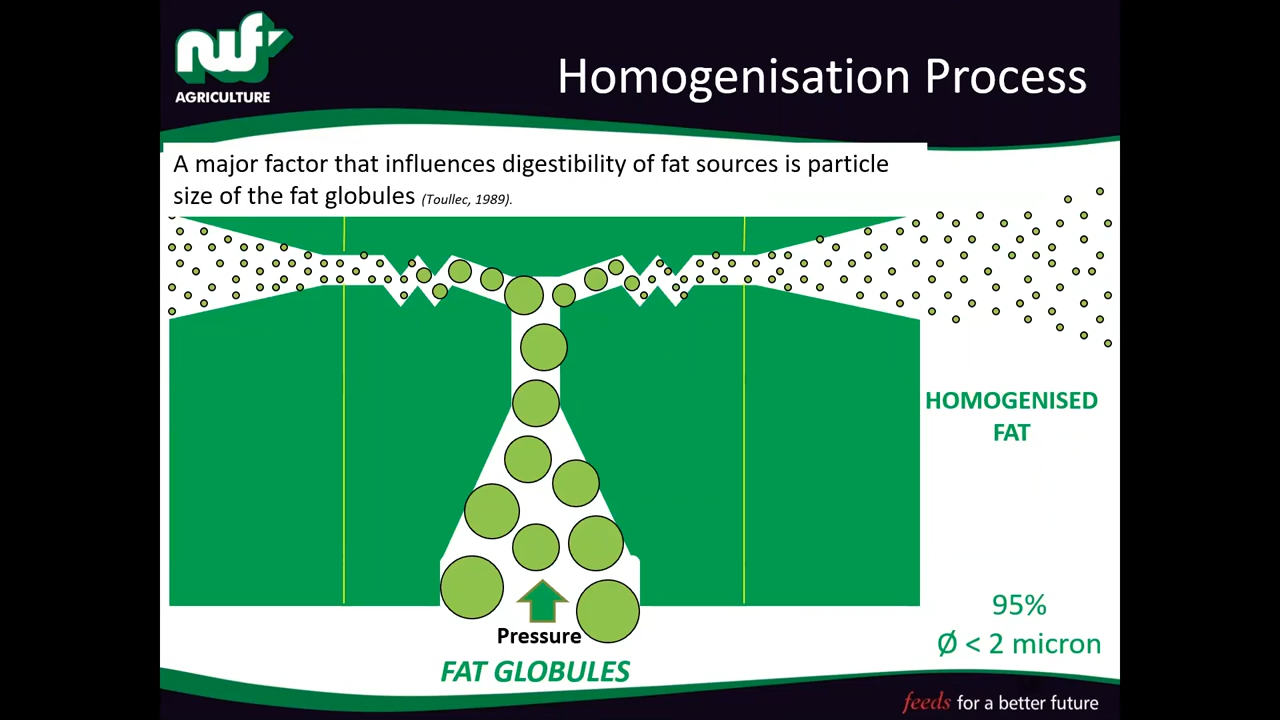 nwf
AGRICULTURE
Homogenisation Process
A major factor that influences digestibility of fat sources is particle
size of the fat globules (Toullec, 1989).
HOMOGENISED
FAT
95%
Ø < 2 micron
Pressure
FAT GLOBULES
feeds for a better future